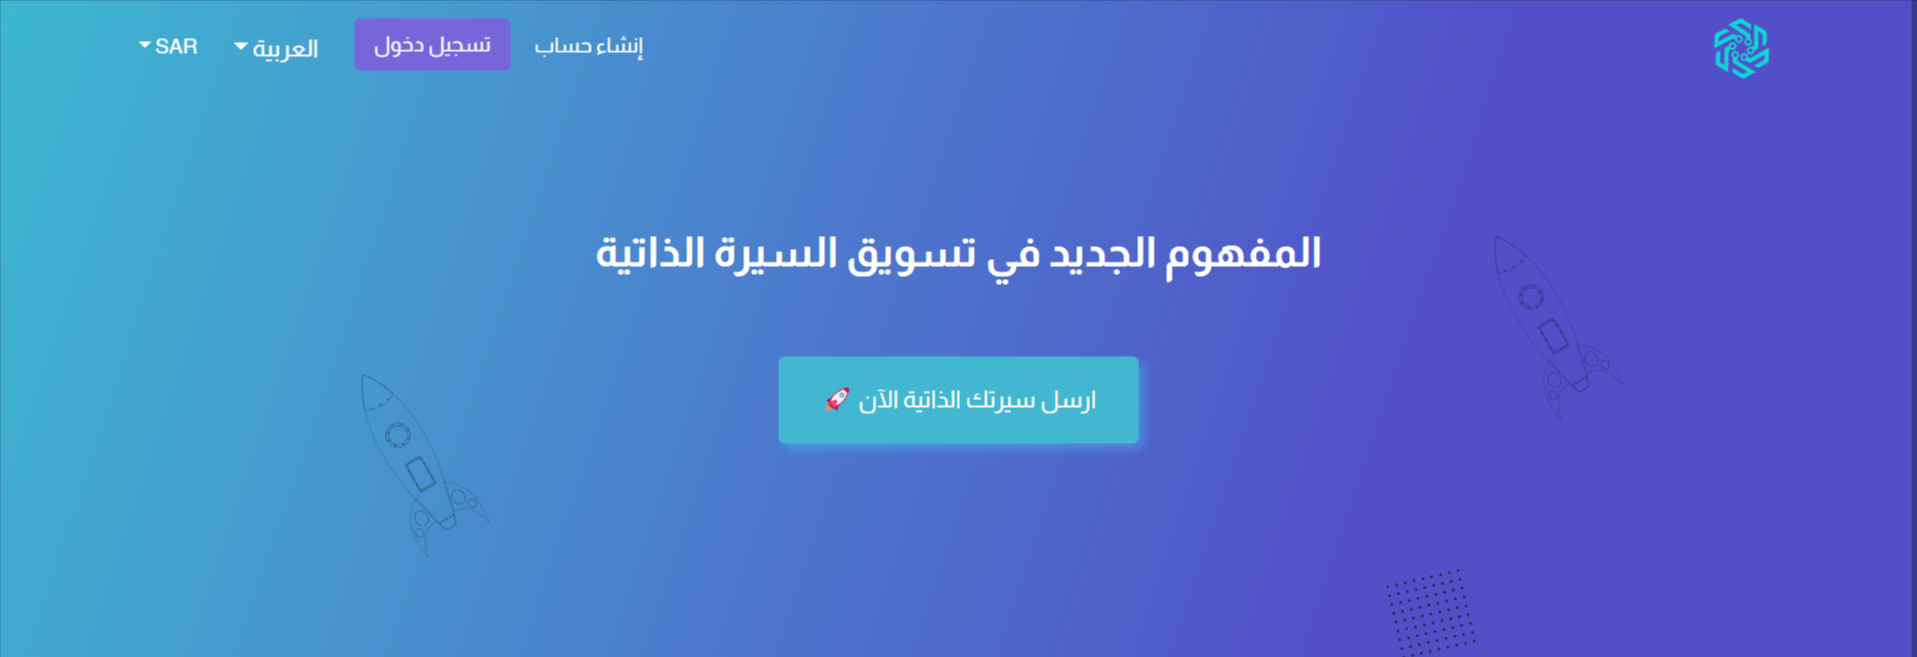 إنشاء حساب
تسجيل دخول
العربية
SAR
المفهوم الجديد في تسويق السيرة الذاتية
ارسل سيرتك الذاتية الآن 🚀